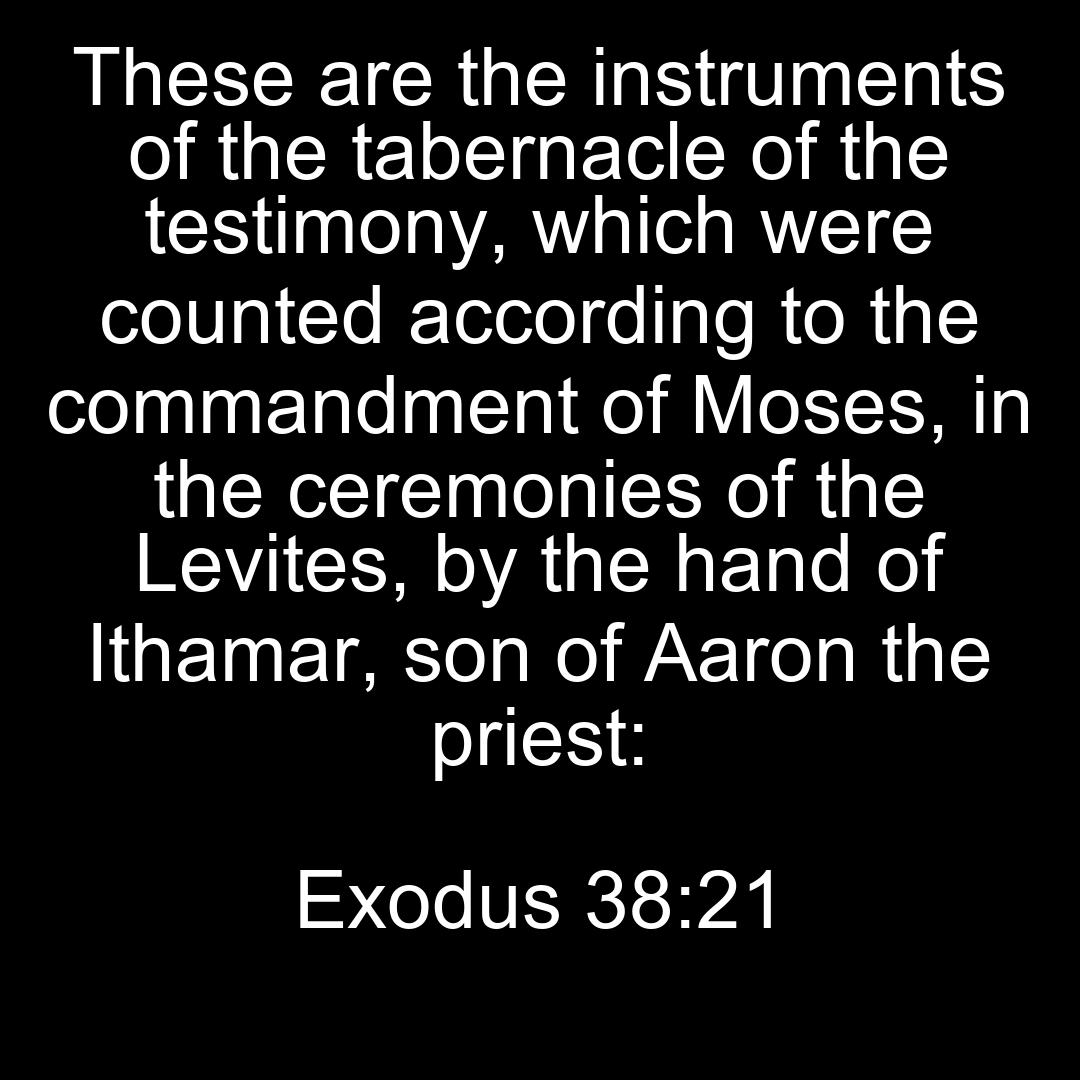 These are the instruments
of the tabernacle of the
testimony, which were
counted according to the
commandment of Moses, in
the ceremonies of the
Levites, by the hand of
Ithamar, son of Aaron the
priest:
Exodus 38:21